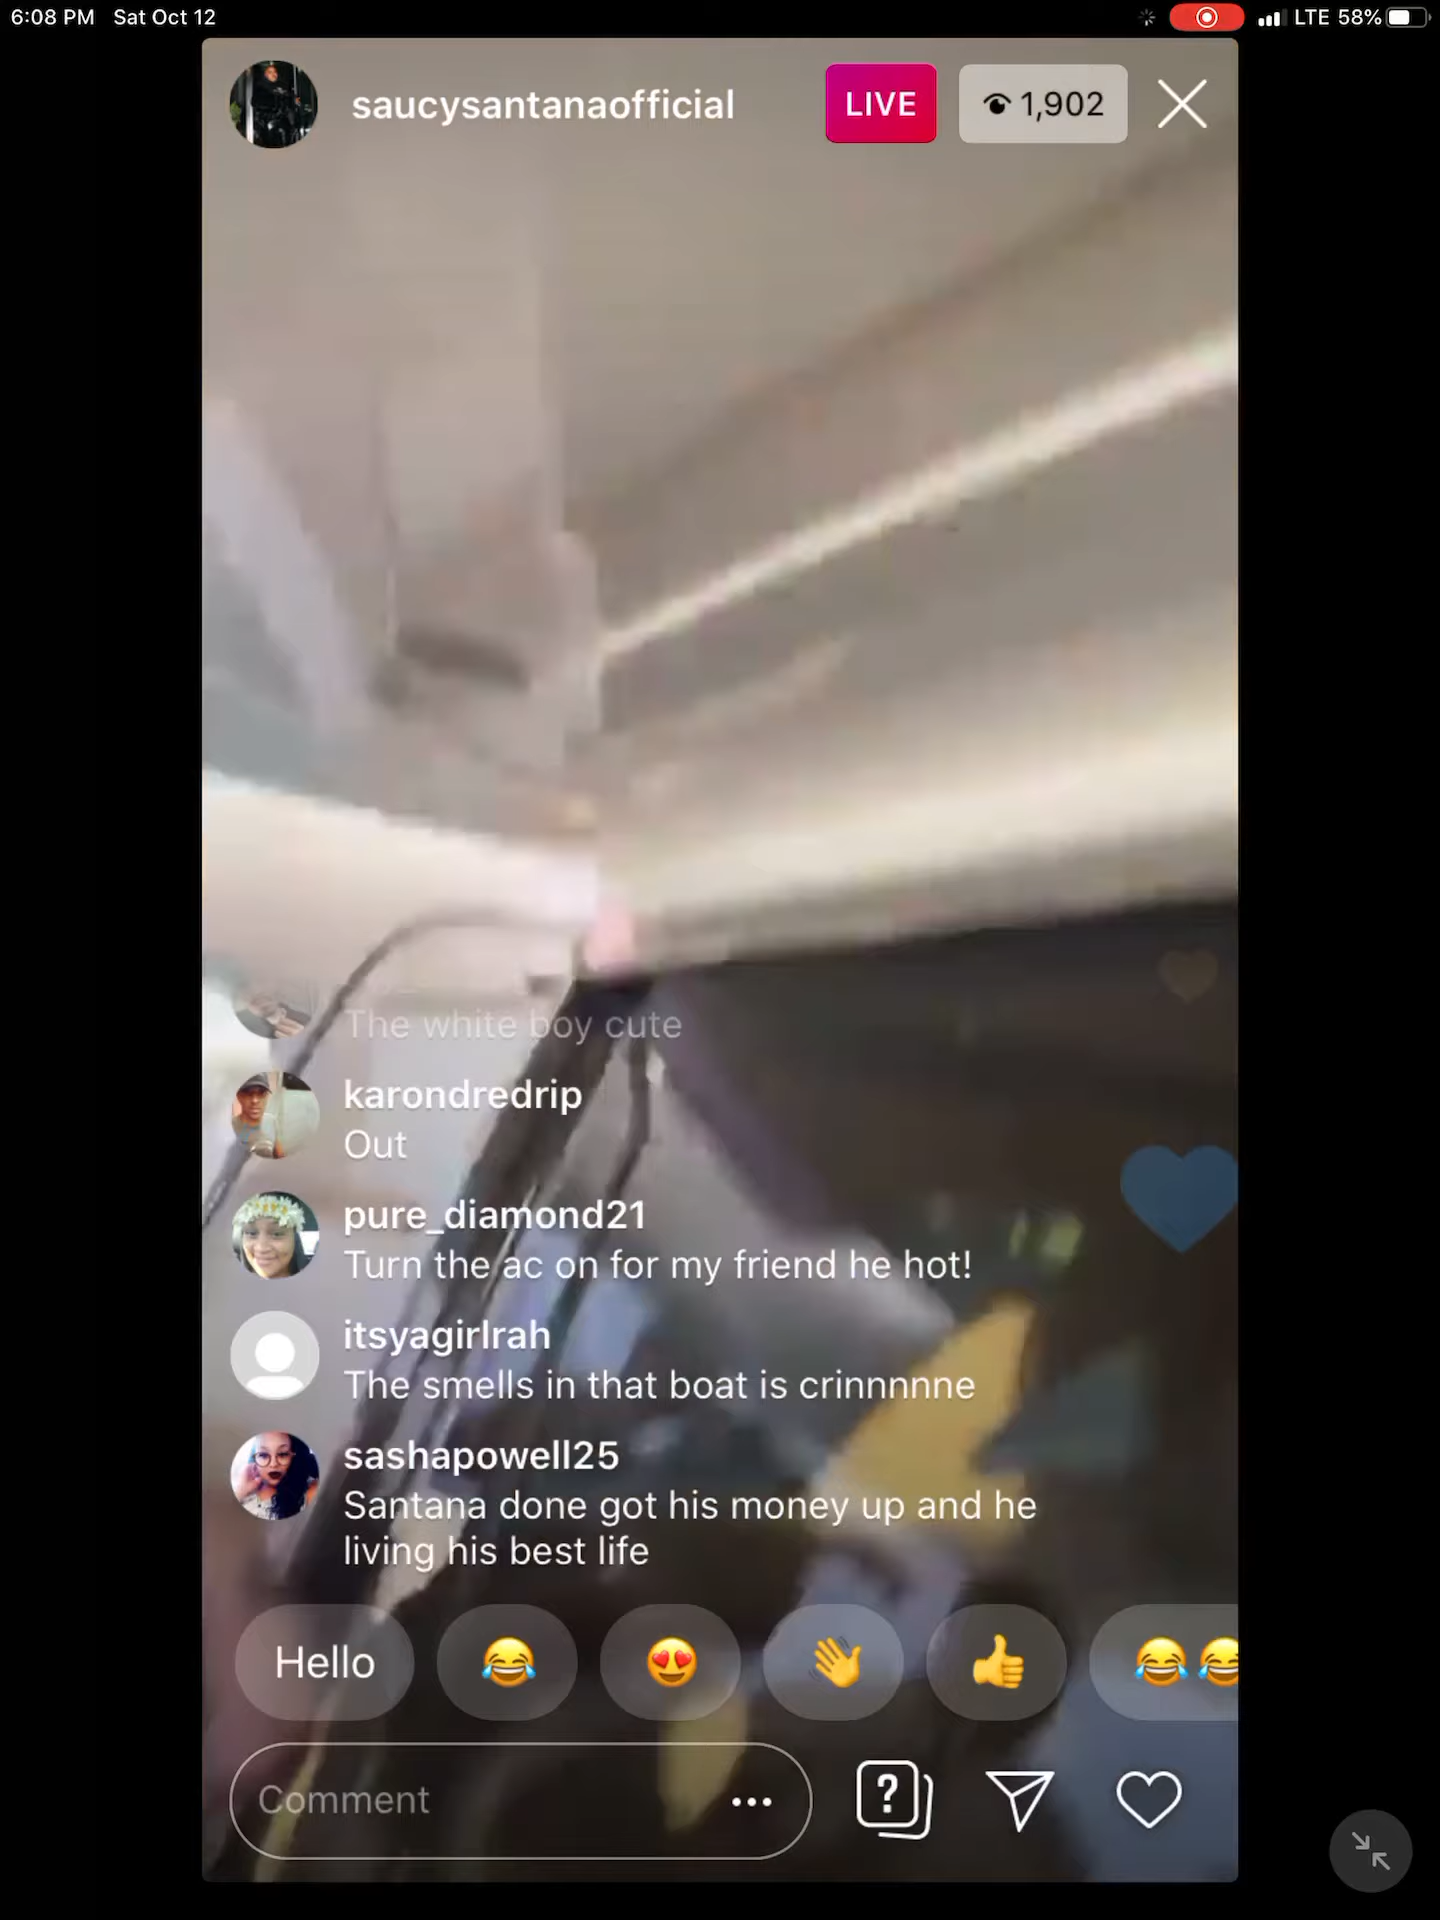 6:08 PM Sat Oct 12
LTE 58%
saucysantanaofficial
LIVE
1,902
The white boy cute
karondredrip
Out
pure_diamond21
Turn the ac on for my friend he hot!
itsyagirlrah
The smells in that boat is crinnnnne
sashapowell25
Santana done got his money up and he
living his best life
Hello
Comment